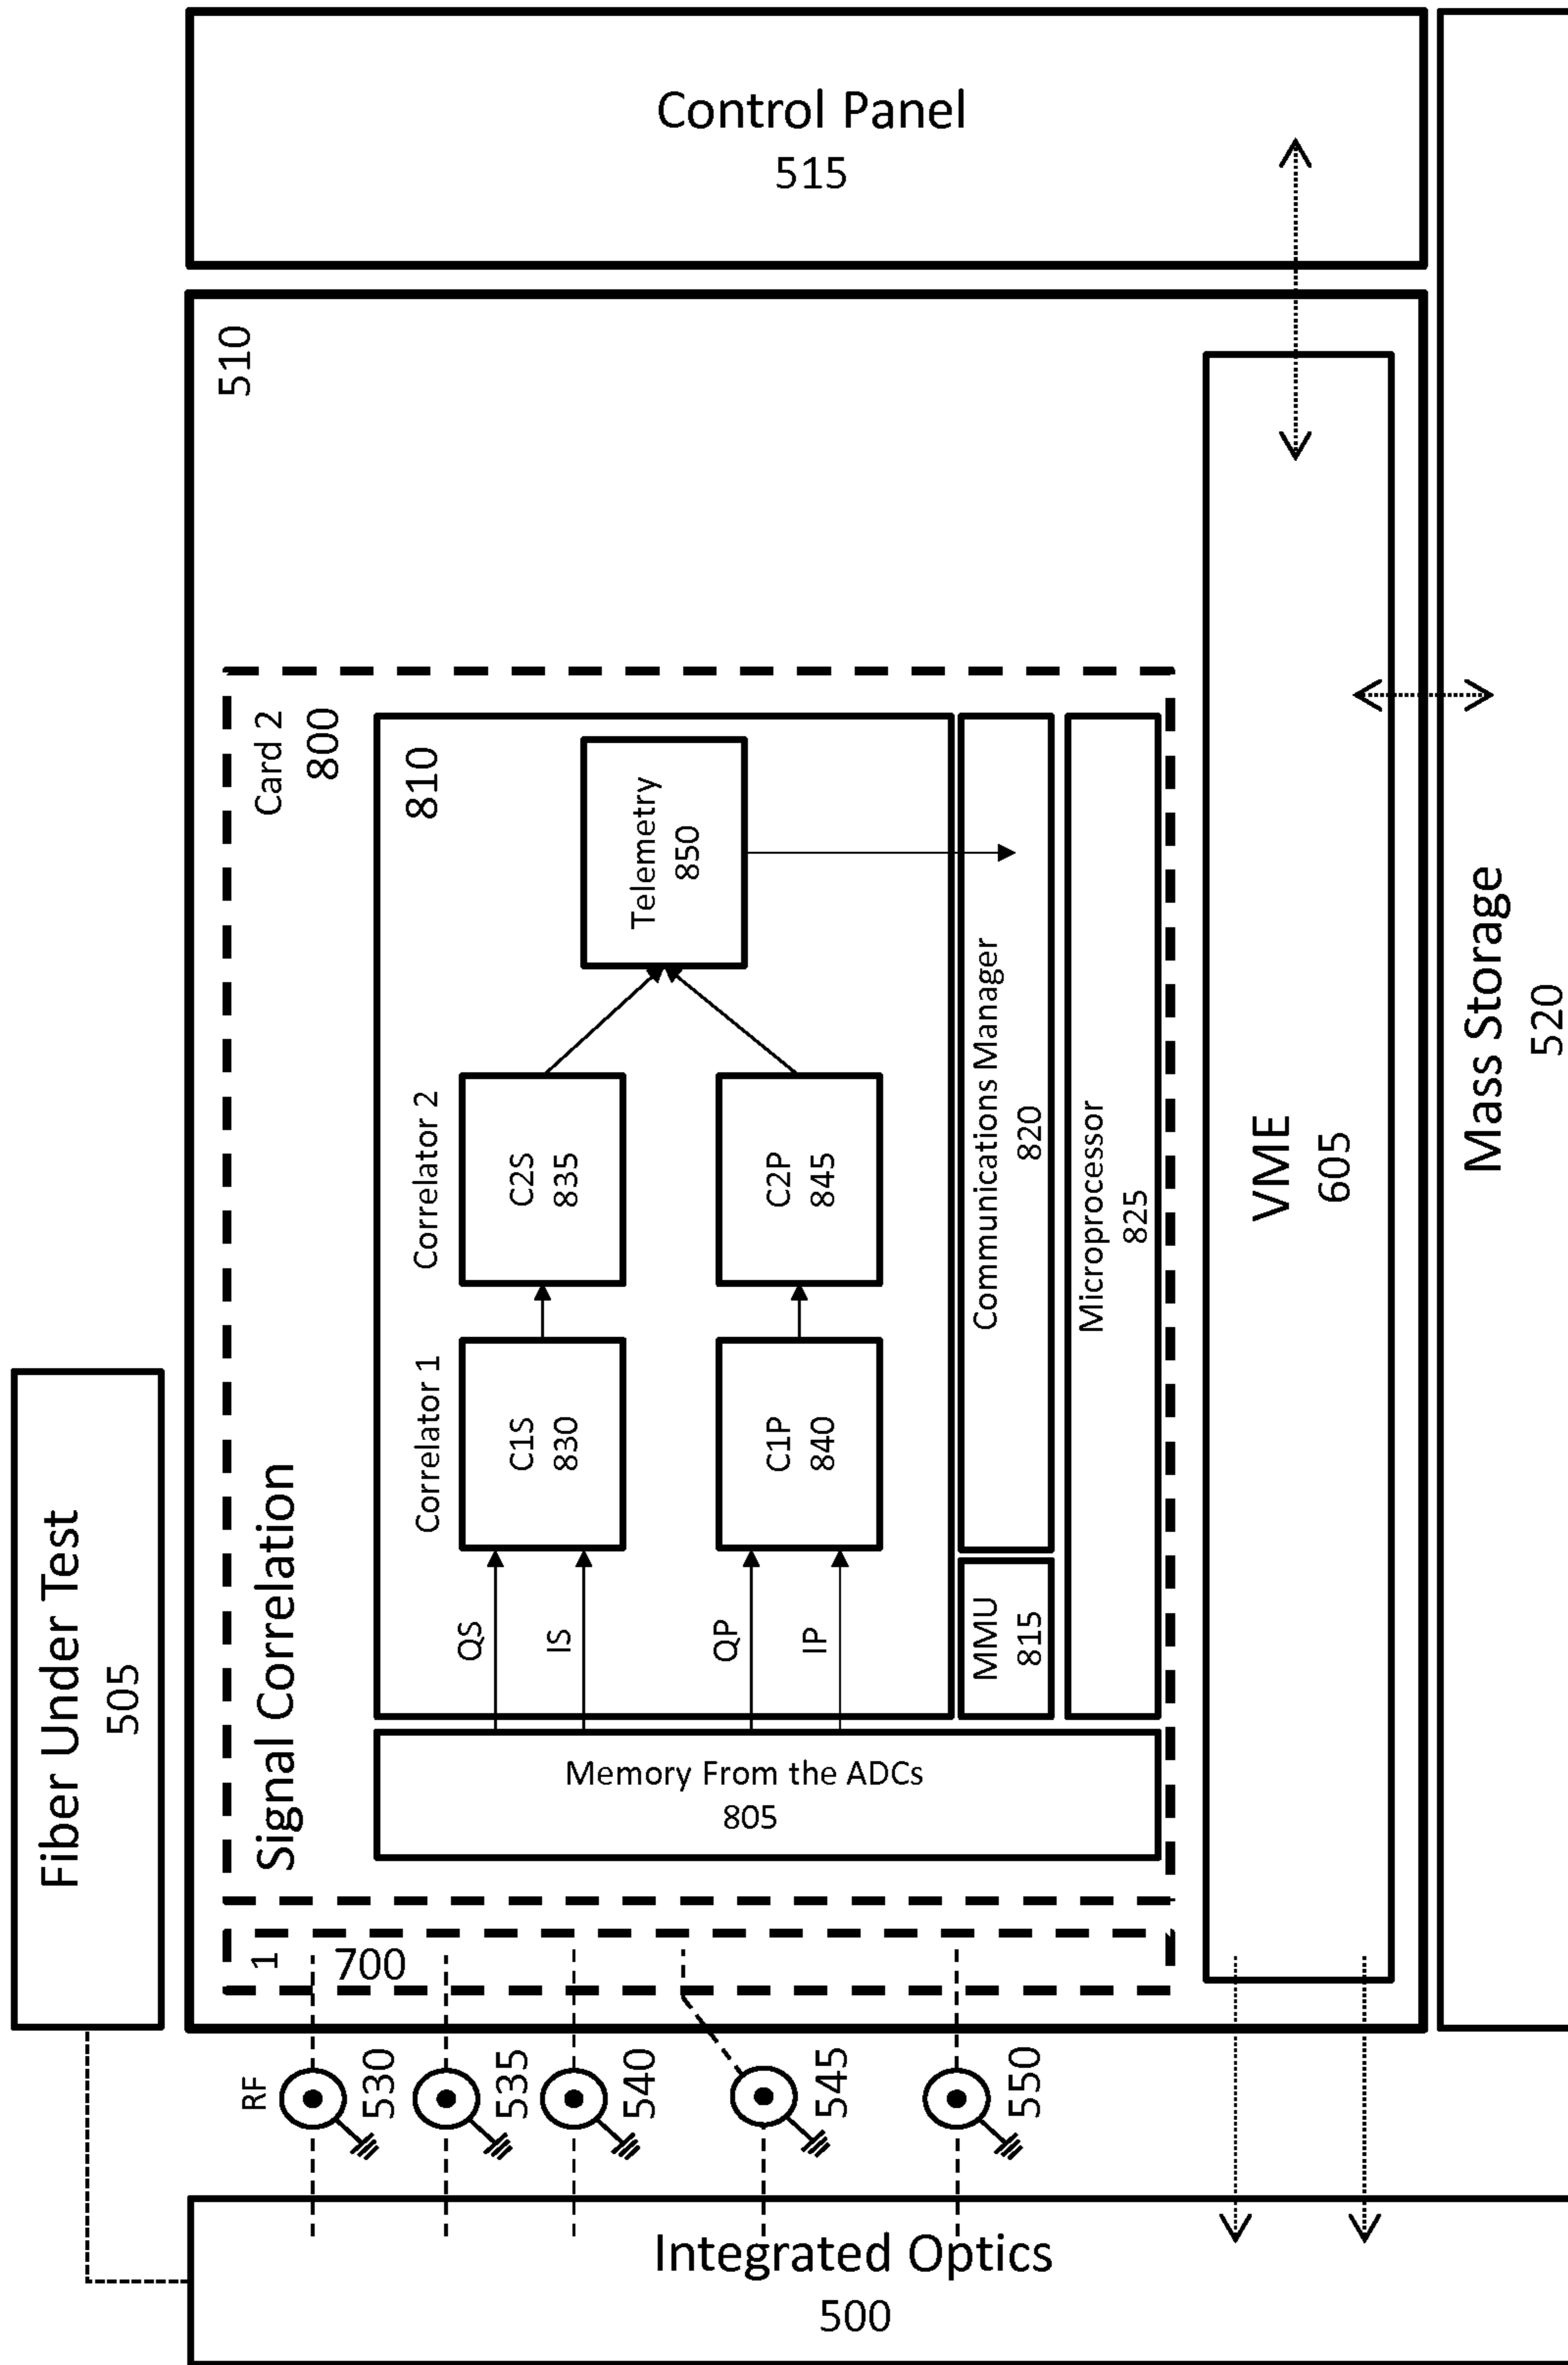 Fiber Under Test
505
Control Panel
515
510
Signal Correlation
Card 2
800
810
Correlator 1
Correlator 2
QS
IS
C1S
830
C2S
835
QP
IP
C1P
840
C2P
845
Telemetry
850
Memory From the ADCs
805
MMU
815
Communications Manager
820
Microprocessor
825
1
700
RF
530
535
540
545
550
VME
605
Integrated Optics
500
Mass Storage
520